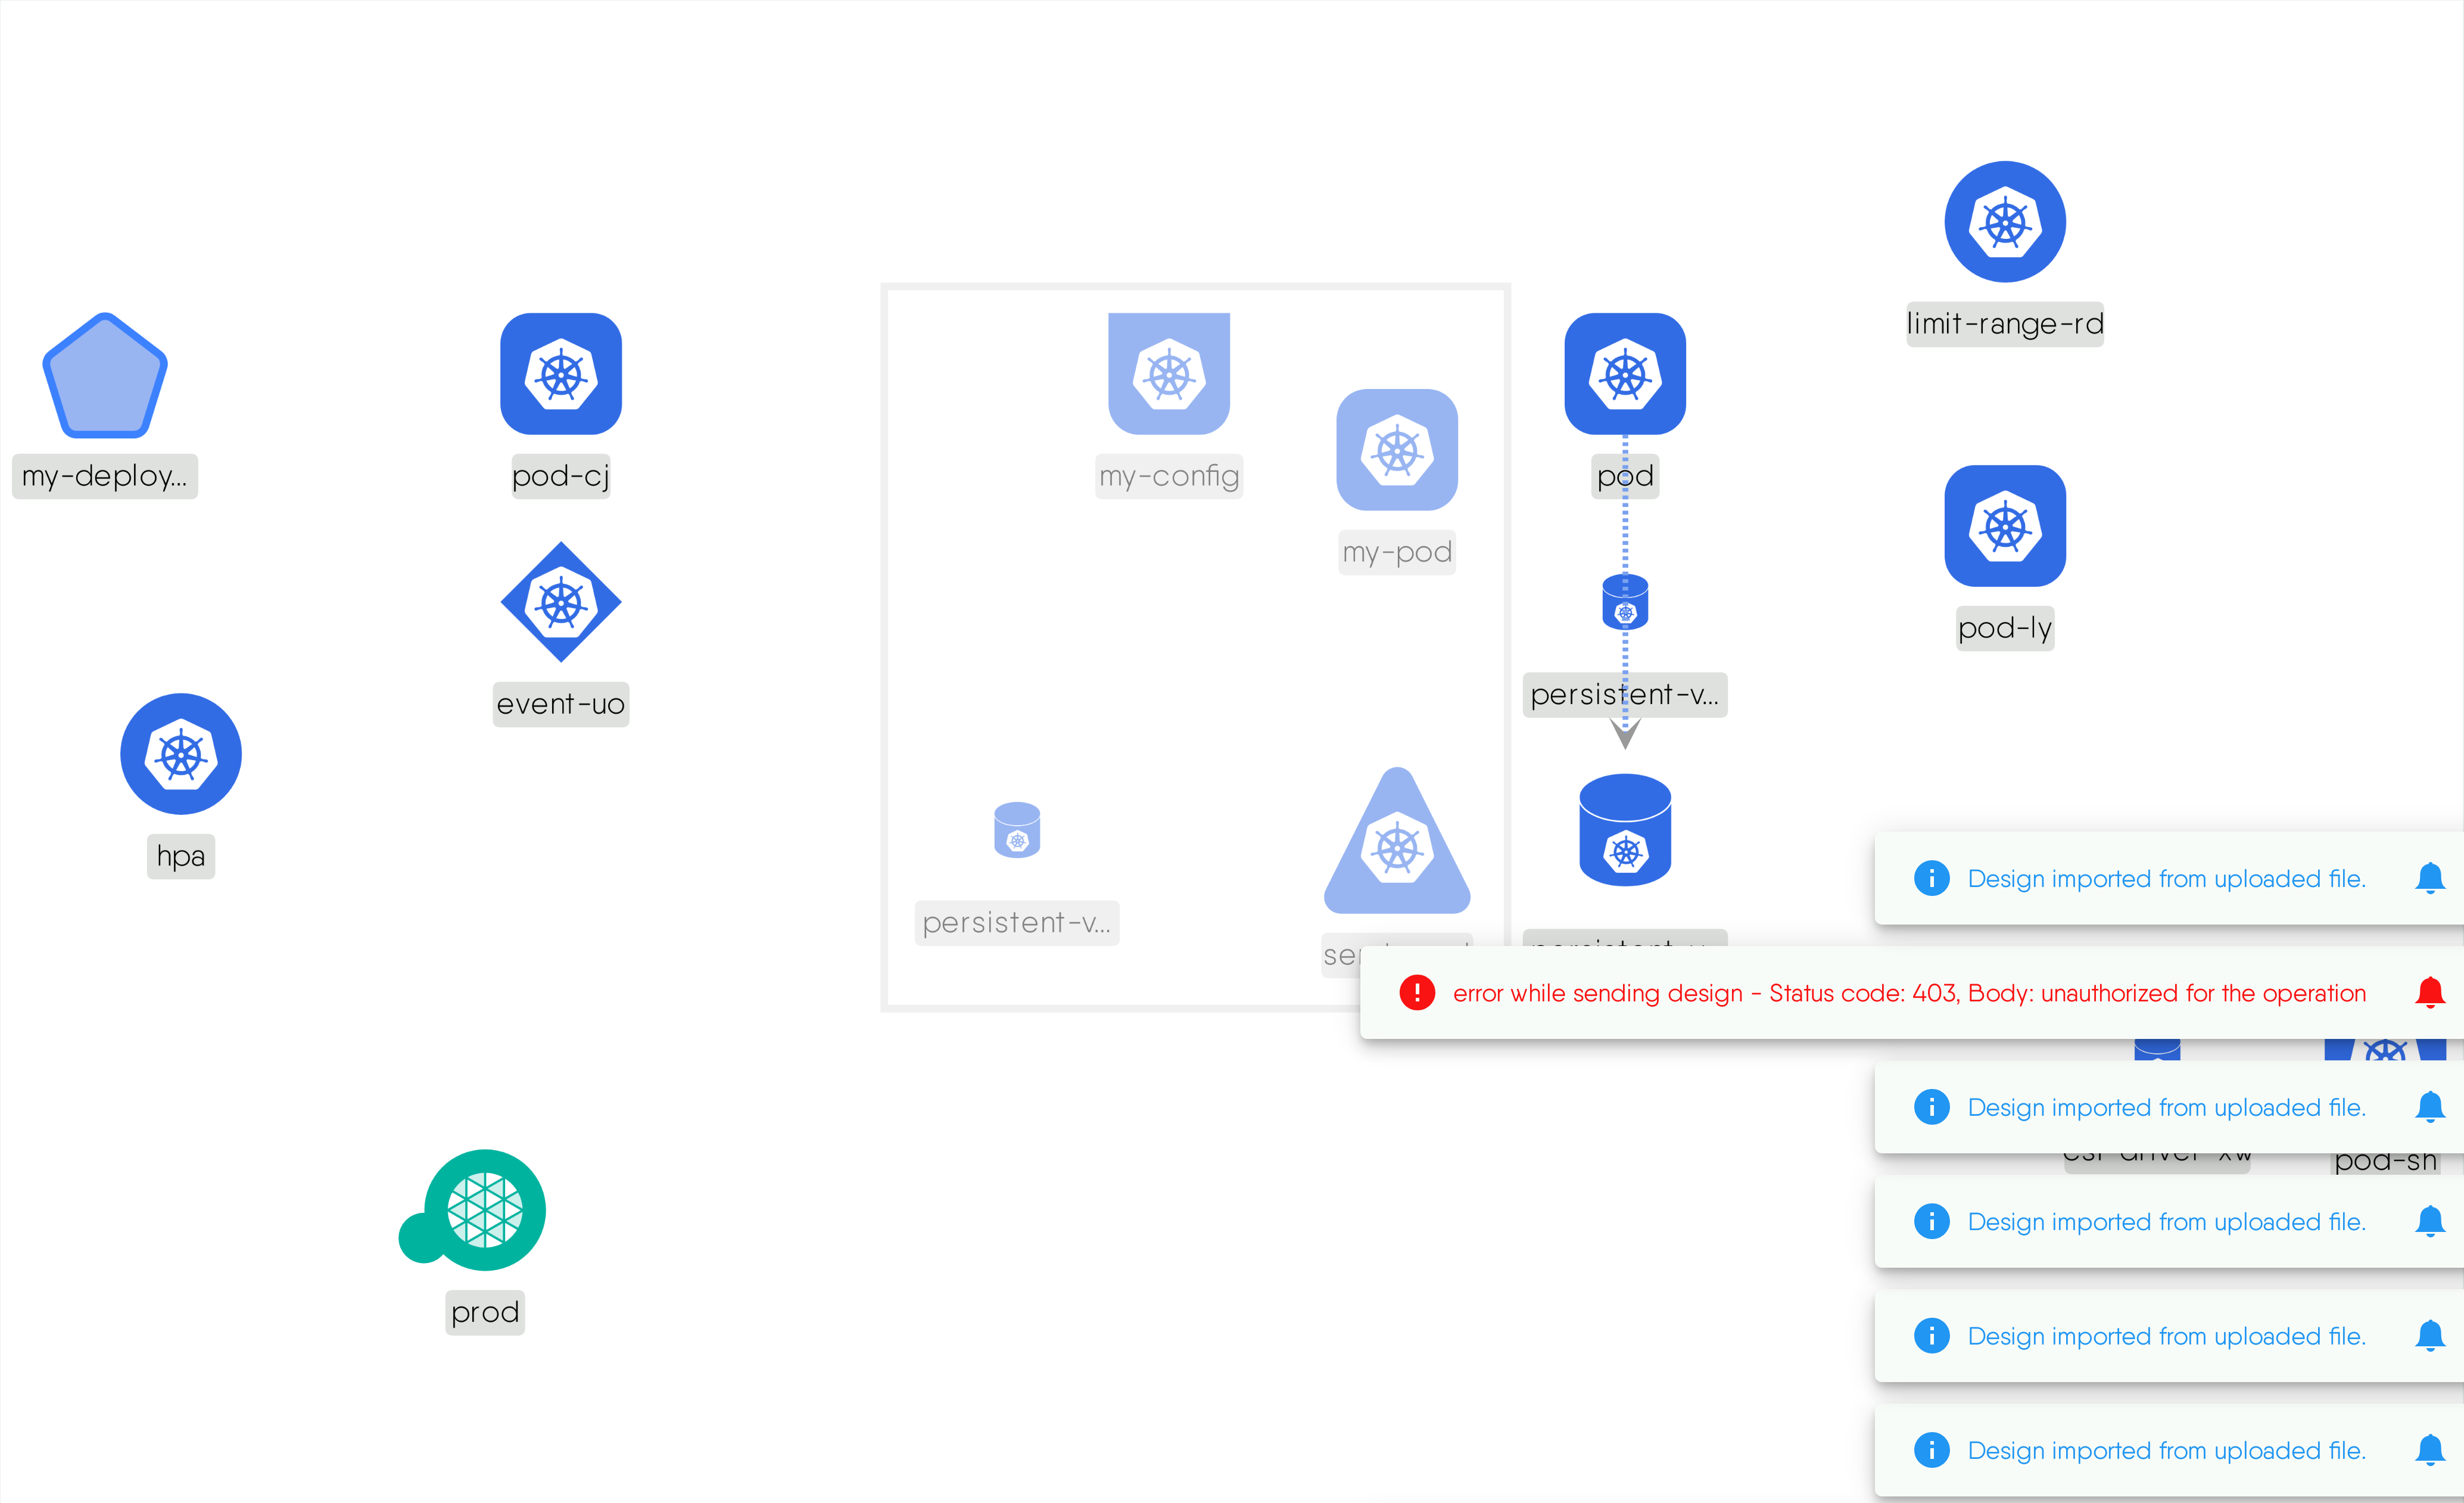 limit-range-rd
my-deploy...
pod-cj
my-config
pod
my-pod
pod-ly
persistent-v...
event-uo
hpa
persistent-v...
Design imported from uploaded file.
error while sending design - Status code: 403, Body: unauthorized for the operation
Design imported from uploaded file.
pod-sh
Design imported from uploaded file.
prod
Design imported from uploaded file.
Design imported from uploaded file.